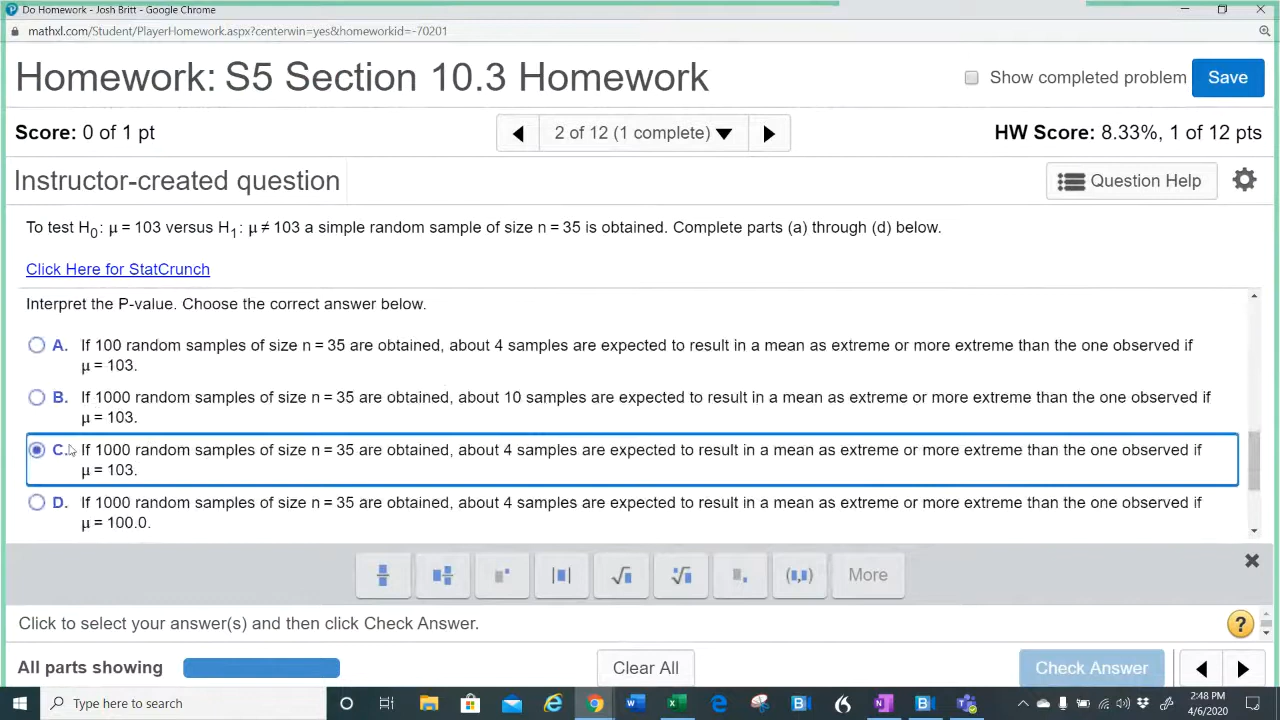 Do Homework - Josh Britt - Google Chrome
mathxl.com/Student/PlayerHomework.aspx?centerwin=yes&homeworkid=-70201
Homework: S5 Section 10.3 Homework
Show completed problem
Save
Score: 0 of 1 pt
2 of 12 (1 complete)
HW Score: 8.33%, 1 of 12 pts
Instructor-created question
Question Help
To test H0: μ = 103 versus H1: μ ≠ 103 a simple random sample of size n = 35 is obtained. Complete parts (a) through (d) below.
Click Here for StatCrunch
Interpret the P-value. Choose the correct answer below.
A. If 100 random samples of size n = 35 are obtained, about 4 samples are expected to result in a mean as extreme or more extreme than the one observed if
μ = 103.
B. If 1000 random samples of size n = 35 are obtained, about 10 samples are expected to result in a mean as extreme or more extreme than the one observed if
μ = 103.
C. If 1000 random samples of size n = 35 are obtained, about 4 samples are expected to result in a mean as extreme or more extreme than the one observed if
μ = 103.
D. If 1000 random samples of size n = 35 are obtained, about 4 samples are expected to result in a mean as extreme or more extreme than the one observed if
μ = 100.0.
More
Click to select your answer(s) and then click Check Answer.
?
All parts showing
Clear All
Check Answer
Type here to search
2:48 PM
4/6/2020